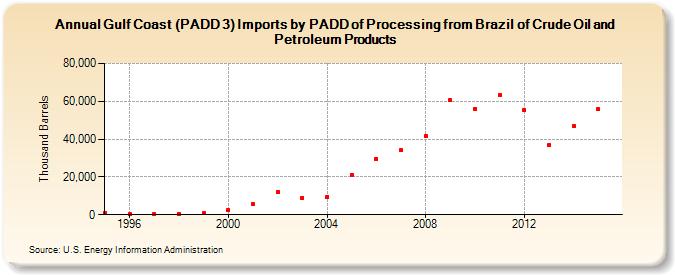 Annual Gulf Coast (PADD 3) Imports by PADD of Processing from Brazil of Crude Oil and
Petroleum Products
Thousand Barrels
80,000
60,000
40,000
20,000
0
1996 2000 2004 2008 2012
Source: U.S. Energy Information Administration